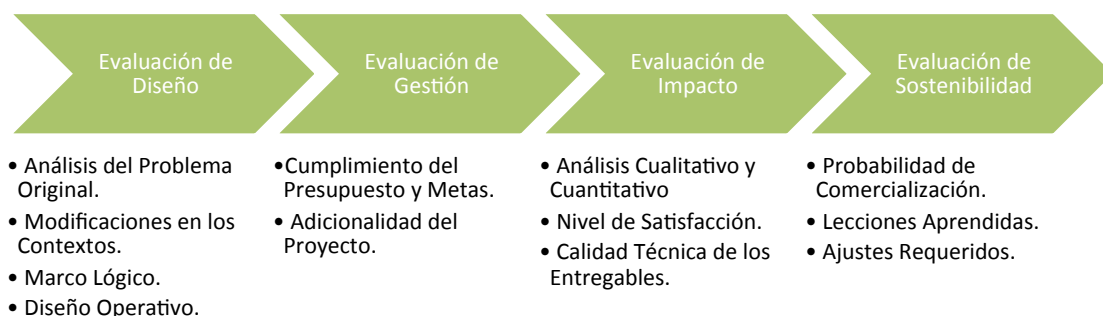 Evaluación de
Diseño
Evaluación de
Gestión
Evaluación de
Impacto
Evaluación de
Sostenibilidad
• Análisis del Problema
Original.
• Modificaciones en los
Contextos.
• Marco Lógico.
• Diseño Operativo.
•Cumplimiento del
Presupuesto y Metas.
• Adicionalidad del
Proyecto.
• Análisis Cualitativo y
Cuantitativo
• Nivel de Satisfacción.
• Calidad Técnica de los
Entregables.
• Probabilidad de
Comercialización.
• Lecciones Aprendidas.
• Ajustes Requeridos.